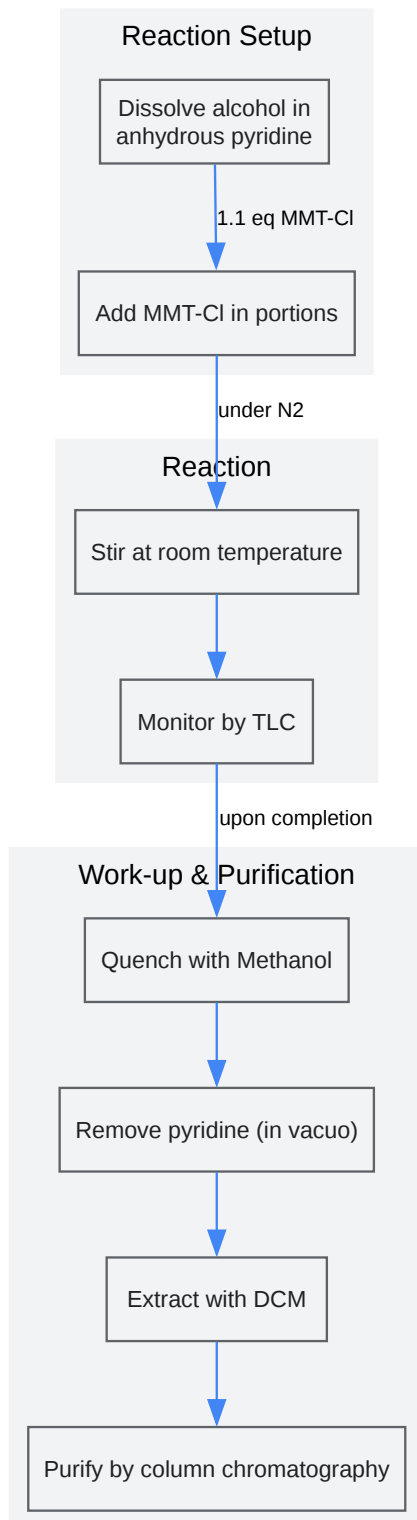 Reaction Setup
Dissolve alcohol in
anhydrous pyridine
1.1 eq MMT-Cl
Add MMT-Cl in portions
under N2
Reaction
Stir at room temperature
Monitor by TLC
upon completion
Work-up & Purification
Quench with Methanol
Remove pyridine (in vacuo)
Extract with DCM
Purify by column chromatography